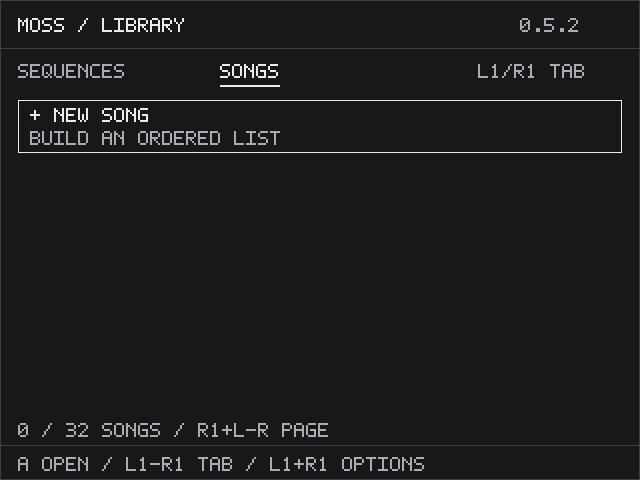 MOSS / LIBRARY 0.5.2
SEQUENCES SONGS L1/R1 TAB
+ NEW SONG
BUILD AN ORDERED LIST
0 / 32 SONGS / R1+L-R PAGE
A OPEN / L1-R1 TAB / L1+R1 OPTIONS